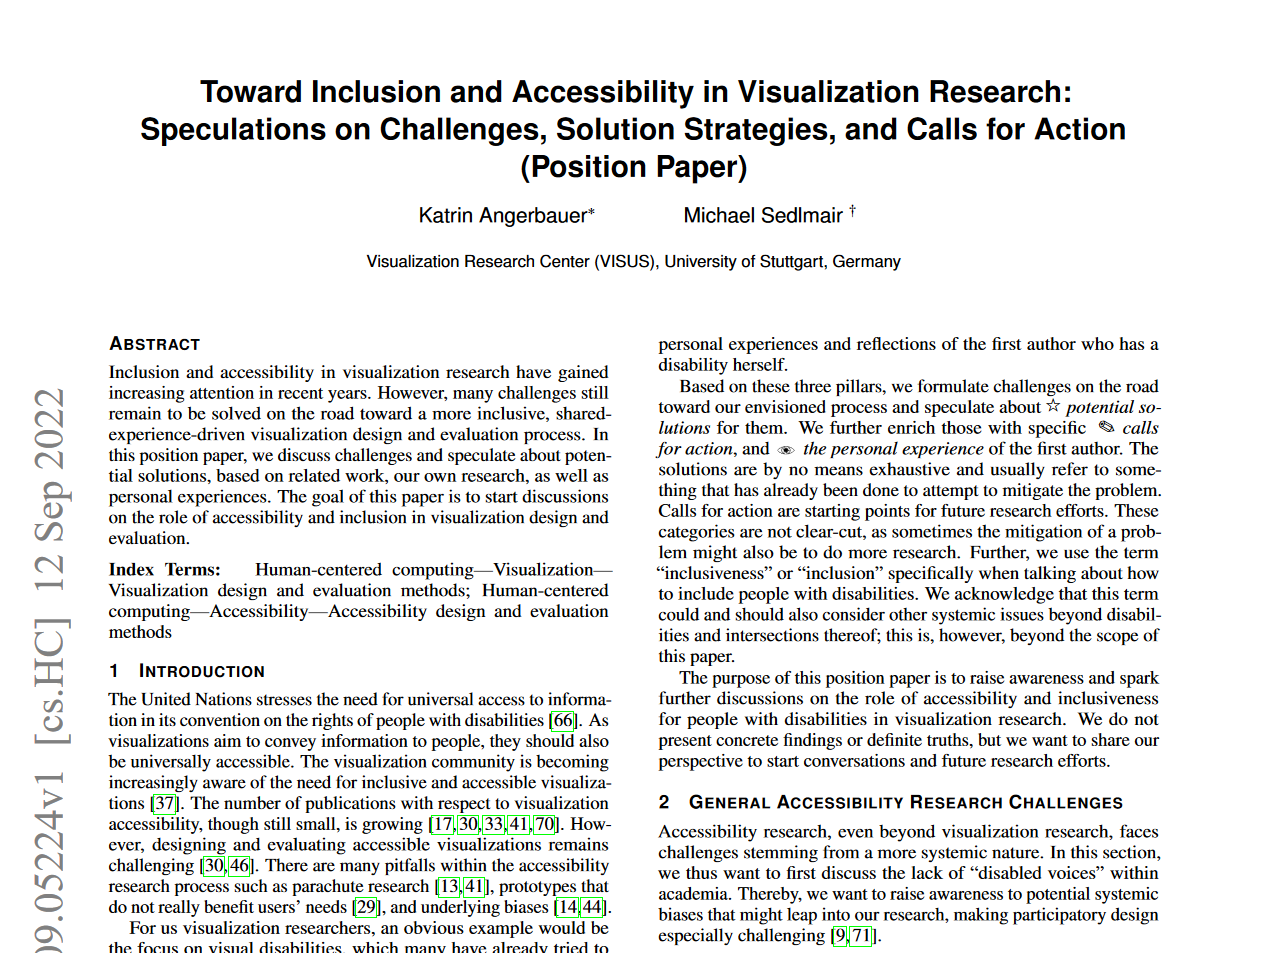 Toward Inclusion and Accessibility in Visualization Research:
Speculations on Challenges, Solution Strategies, and Calls for Action
(Position Paper)
Katrin Angerbauer* Michael Sedlmair †
Visualization Research Center (VISUS), University of Stuttgart, Germany
09.05224v1 [cs.HC] 12 Sep 2022
ABSTRACT
Inclusion and accessibility in visualization research have gained
increasing attention in recent years. However, many challenges still
remain to be solved on the road toward a more inclusive, shared-
experience-driven visualization design and evaluation process. In
this position paper, we discuss challenges and speculate about poten-
tial solutions, based on related work, our own research, as well as
personal experiences. The goal of this paper is to start discussions
on the role of accessibility and inclusion in visualization design and
evaluation.
Index Terms: Human-centered computing—Visualization—
Visualization design and evaluation methods; Human-centered
computing—Accessibility—Accessibility design and evaluation
methods
1 INTRODUCTION
The United Nations stresses the need for universal access to informa-
tion in its convention on the rights of people with disabilities [66]. As
visualizations aim to convey information to people, they should also
be universally accessible. The visualization community is becoming
increasingly aware of the need for inclusive and accessible visualiza-
tions [37]. The number of publications with respect to visualization
accessibility, though still small, is growing [17,30,33,41,70]. How-
ever, designing and evaluating accessible visualizations remains
challenging [30,46]. There are many pitfalls within the accessibility
research process such as parachute research [13,41], prototypes that
do not really benefit users' needs [29], and underlying biases [14,44].
For us visualization researchers, an obvious example would be
the focus on visual disabilities, which many have already tried to
personal experiences and reflections of the first author who has a
disability herself.
Based on these three pillars, we formulate challenges on the road
toward our envisioned process and speculate about ☆ potential so-
lutions for them. We further enrich those with specific ✎ calls
for action, and 👁 the personal experience of the first author. The
solutions are by no means exhaustive and usually refer to some-
thing that has already been done to attempt to mitigate the problem.
Calls for action are starting points for future research efforts. These
categories are not clear-cut, as sometimes the mitigation of a prob-
lem might also be to do more research. Further, we use the term
“inclusiveness” or “inclusion” specifically when talking about how
to include people with disabilities. We acknowledge that this term
could and should also consider other systemic issues beyond disabil-
ities and intersections thereof; this is, however, beyond the scope of
this paper.
The purpose of this position paper is to raise awareness and spark
further discussions on the role of accessibility and inclusiveness
for people with disabilities in visualization research. We do not
present concrete findings or definite truths, but we want to share our
perspective to start conversations and future research efforts.
2 GENERAL ACCESSIBILITY RESEARCH CHALLENGES
Accessibility research, even beyond visualization research, faces
challenges stemming from a more systemic nature. In this section,
we thus want to first discuss the lack of “disabled voices” within
academia. Thereby, we want to raise awareness to potential systemic
biases that might leap into our research, making participatory design
especially challenging [9,71].